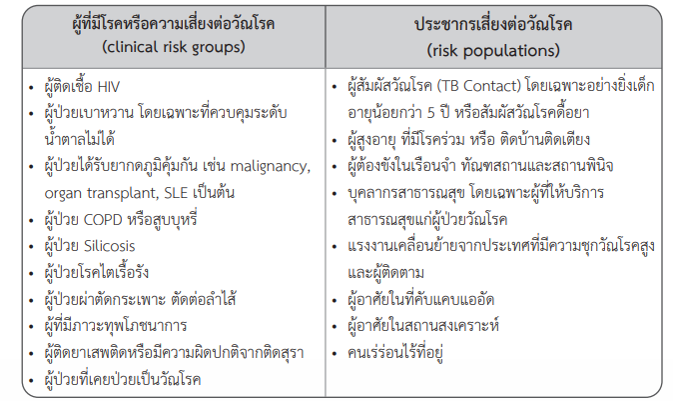 ผู้ที่มีโรคหรือความเสี่ยงต่อวัณโรค
(clinical risk groups)
• ผู้ติดเชื้อ HIV
• ผู้ป่วยเบาหวาน โดยเฉพาะที่ควบคุมระดับ
น้ำตาลไม่ได้
• ผู้ป่วยได้รับยากดภูมิคุ้มกัน เช่น malignancy,
organ transplant, SLE เป็นต้น
• ผู้ป่วย COPD หรือสูบบุหรี่
• ผู้ป่วย Silicosis
• ผู้ป่วยโรคไตเรื้อรัง
• ผู้ป่วยผ่าตัดกระเพาะ ตัดต่อลำไส้
• ผู้ที่มีภาวะทุพโภชนาการ
• ผู้ติดยาเสพติดหรือมีความผิดปกติจากติดสุรา
• ผู้ป่วยที่เคยป่วยเป็นวัณโรค
ประชากรเสี่ยงต่อวัณโรค
(risk populations)
• ผู้สัมผัสวัณโรค (TB Contact) โดยเฉพาะอย่างยิ่งเด็ก
อายุน้อยกว่า 5 ปี หรือสัมผัสวัณโรคดื้อยา
• ผู้สูงอายุ ที่มีโรคร่วม หรือ ติดบ้านติดเตียง
• ผู้ต้องขังในเรือนจำ ทัณฑสถานและสถานพินิจ
• บุคลากรสาธารณสุข โดยเฉพาะผู้ที่ให้บริการ
สาธารณสุขแก่ผู้ป่วยวัณโรค
• แรงงานเคลื่อนย้ายจากประเทศที่มีความชุกวัณโรคสูง
และผู้ติดตาม
• ผู้อาศัยในที่คับแคบแออัด
• ผู้อาศัยในสถานสงเคราะห์
• คนเร่ร่อนไร้ที่อยู่